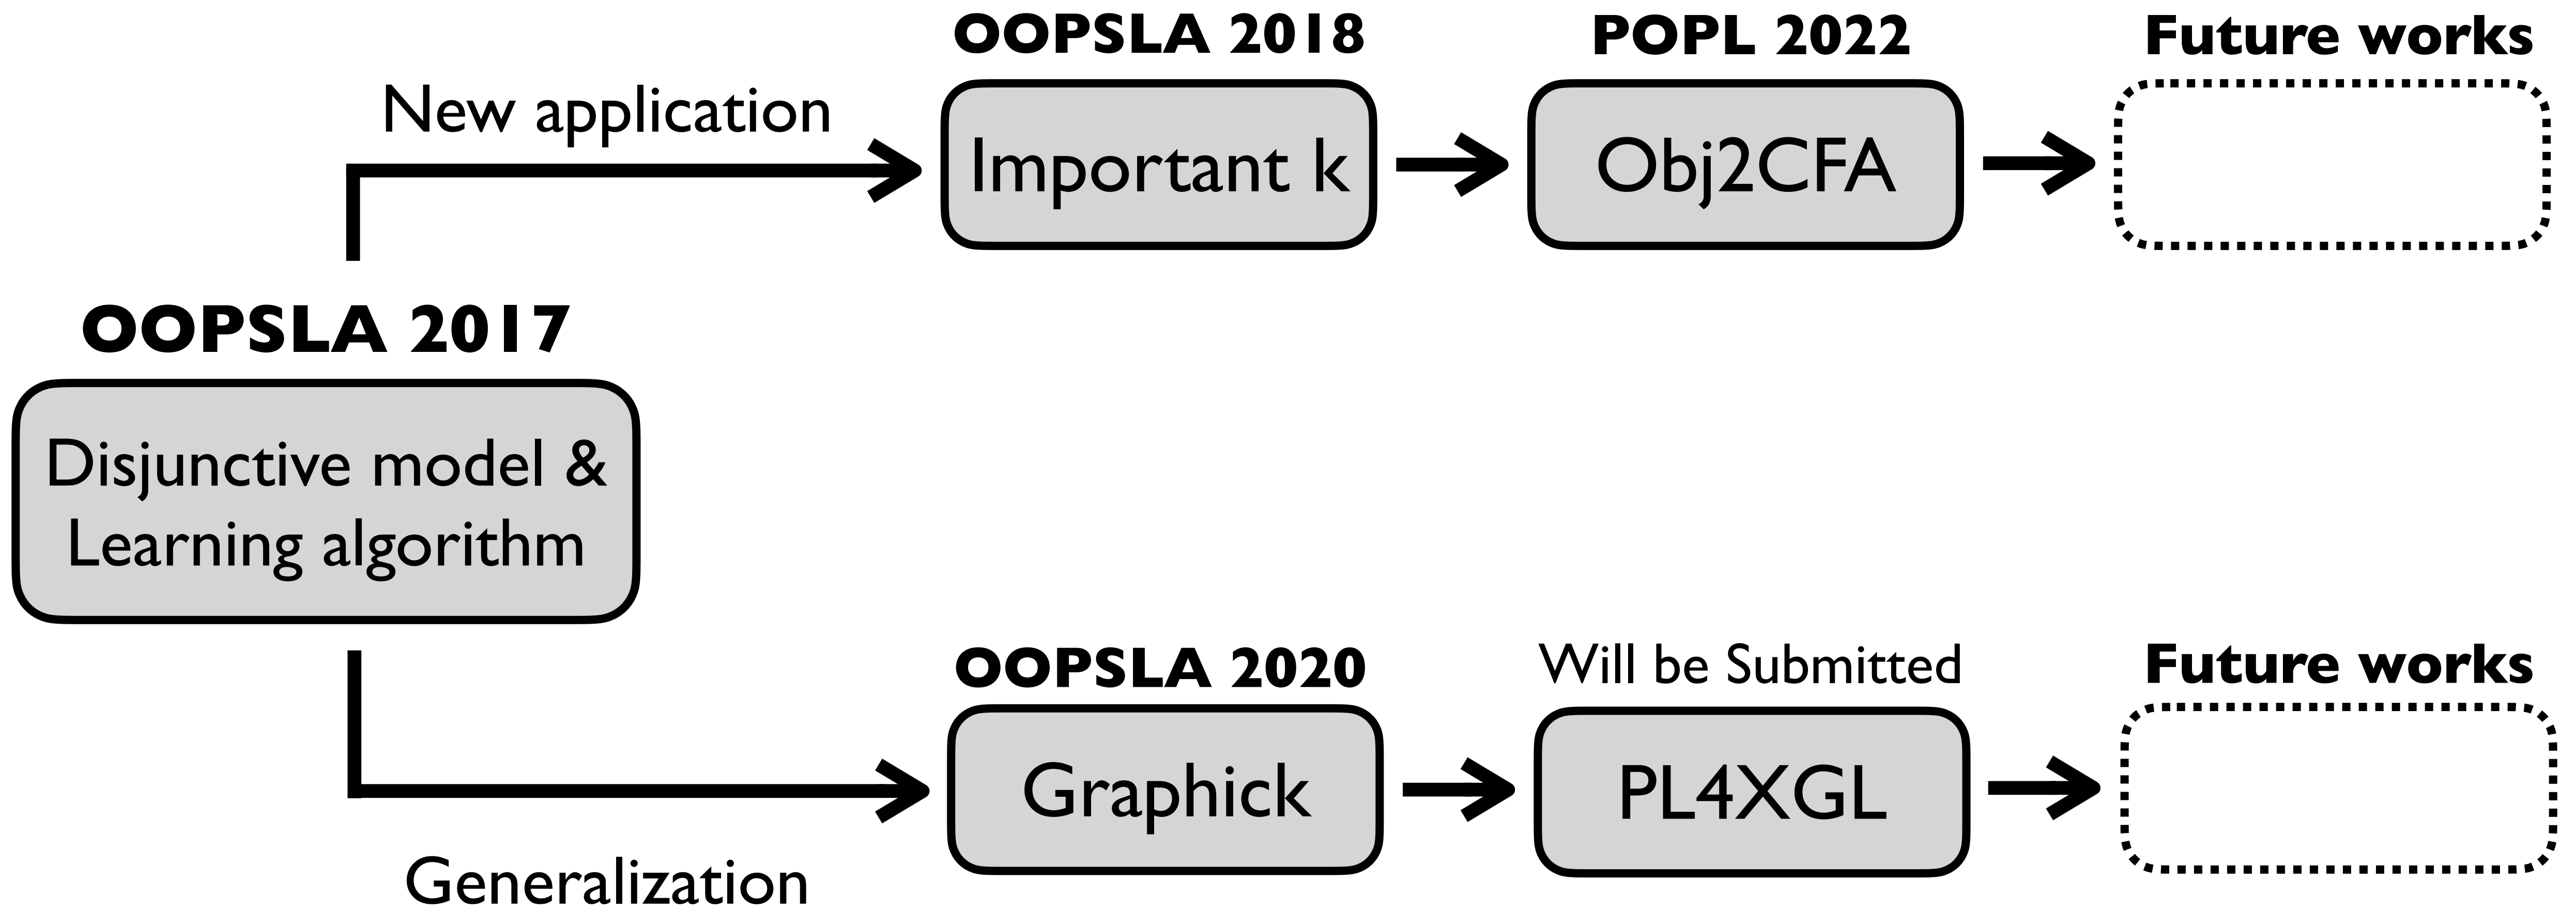 OOPSLA 2018
POPL 2022
Future works
New application
Important k
Obj2CFA
OOPSLA 2017
Disjunctive model &
Learning algorithm
OOPSLA 2020
Will be Submitted
Future works
Graphick
PL4XGL
Generalization